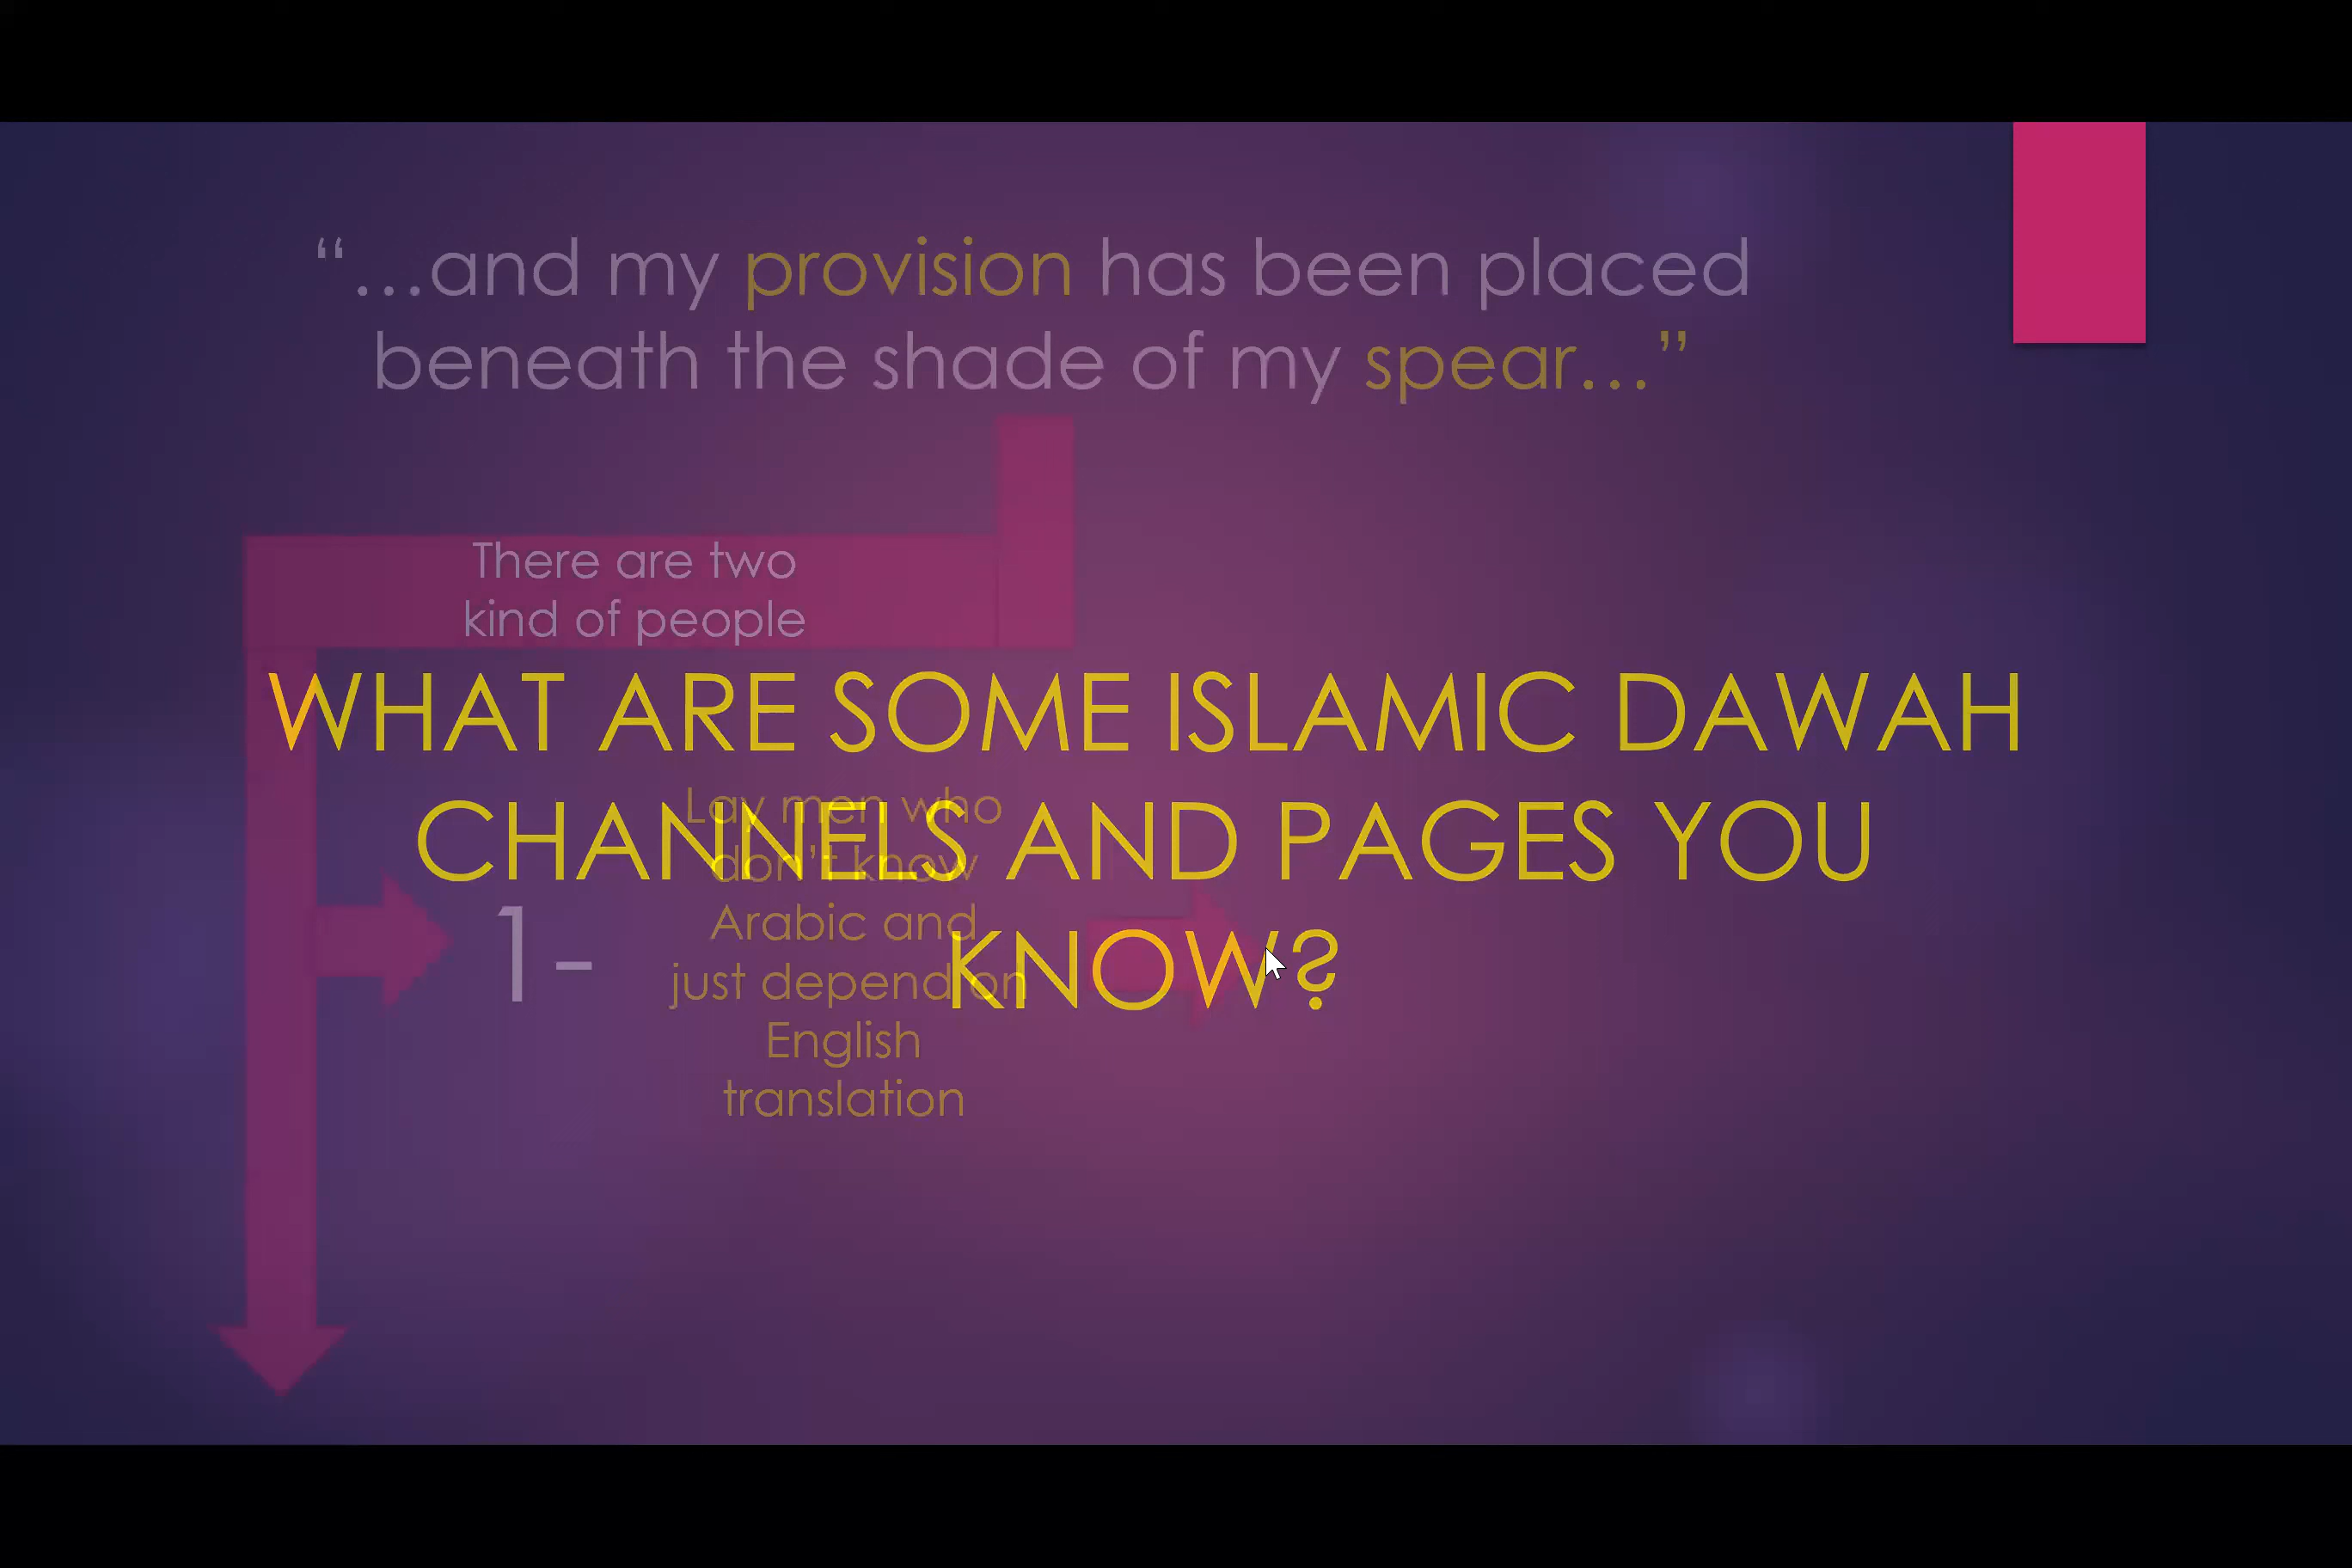 “…and my provision has been placed
beneath the shade of my spear…”
There are two
kind of people
WHAT ARE SOME ISLAMIC DAWAH
CHANNELS AND PAGES YOU
KNOW?
1-
Lay men who
don’t know
Arabic and
just depend on
English
translation